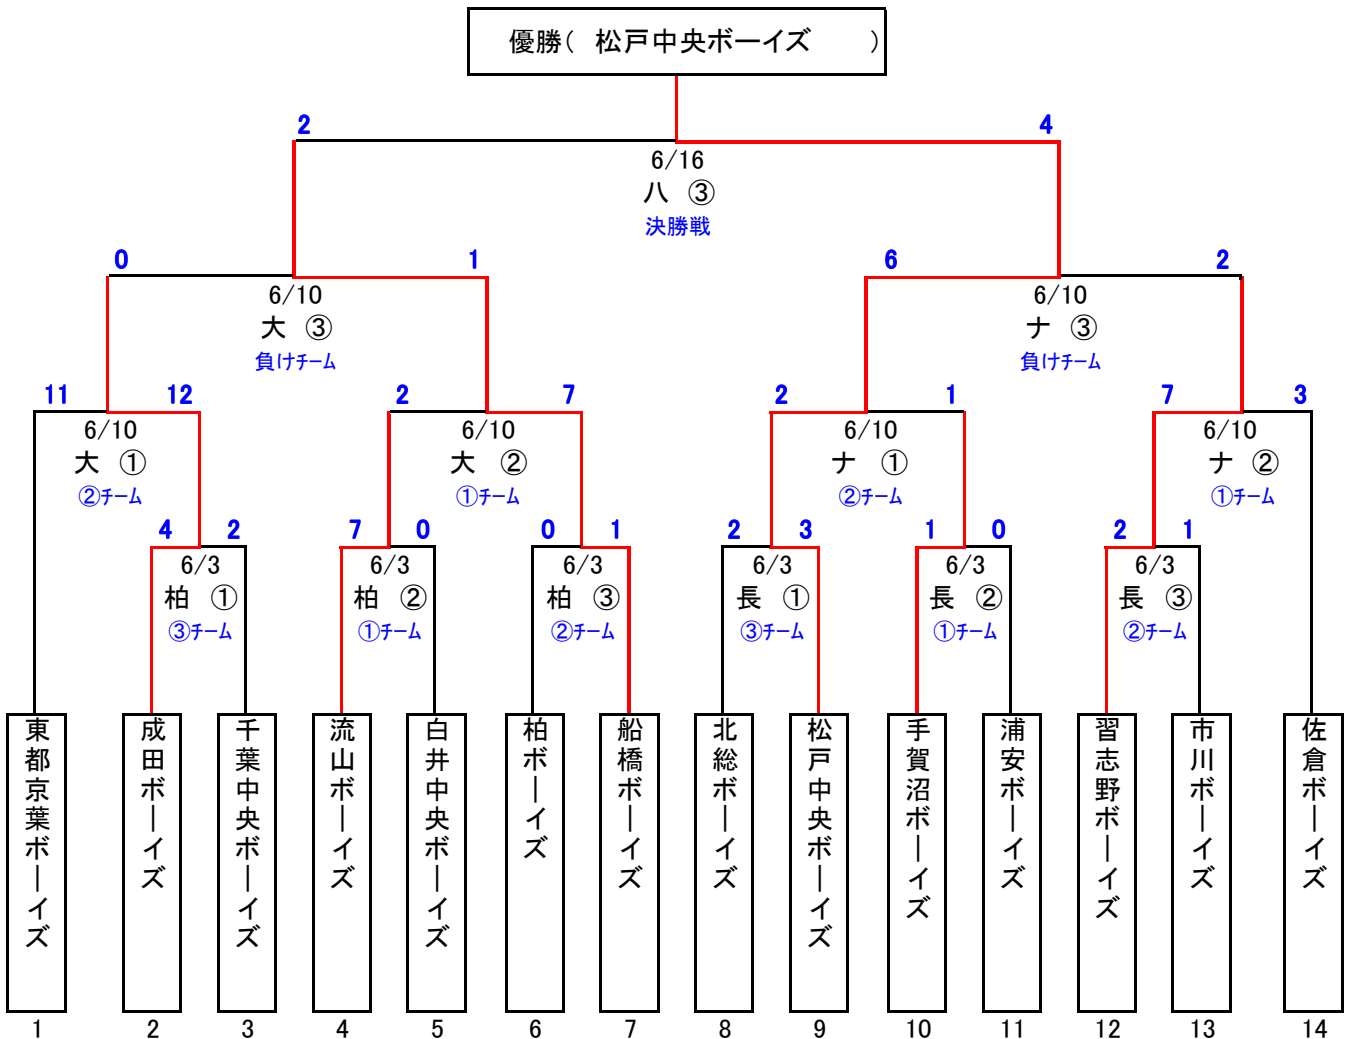 優勝( 松戸中央ボーイズ )
2 4
6/16
八 ③
決勝戦
0 1 6 2
6/10 6/10
大 ③ ナ ③
負けチーム 負けチーム
11 12 2 7 2 1 7 3
6/10 6/10 6/10 6/10
大 ① 大 ② ナ ① ナ ②
②チーム ①チーム ②チーム ①チーム
4 2 7 0 0 1 2 3 1 0 2 1
6/3 6/3 6/3 6/3 6/3 6/3
柏 ① 柏 ② 柏 ③ 長 ① 長 ② 長 ③
③チーム ①チーム ②チーム ③チーム ①チーム ②チーム
東都京葉ボーイズ
成田ボーイズ
千葉中央ボーイズ
流山ボーイズ
白井中央ボーイズ
柏ボーイズ
船橋ボーイズ
北総ボーイズ
松戸中央ボーイズ
手賀沼ボーイズ
浦安ボーイズ
習志野ボーイズ
市川ボーイズ
佐倉ボーイズ
1 2 3 4 5 6 7 8 9 10 11 12 13 14